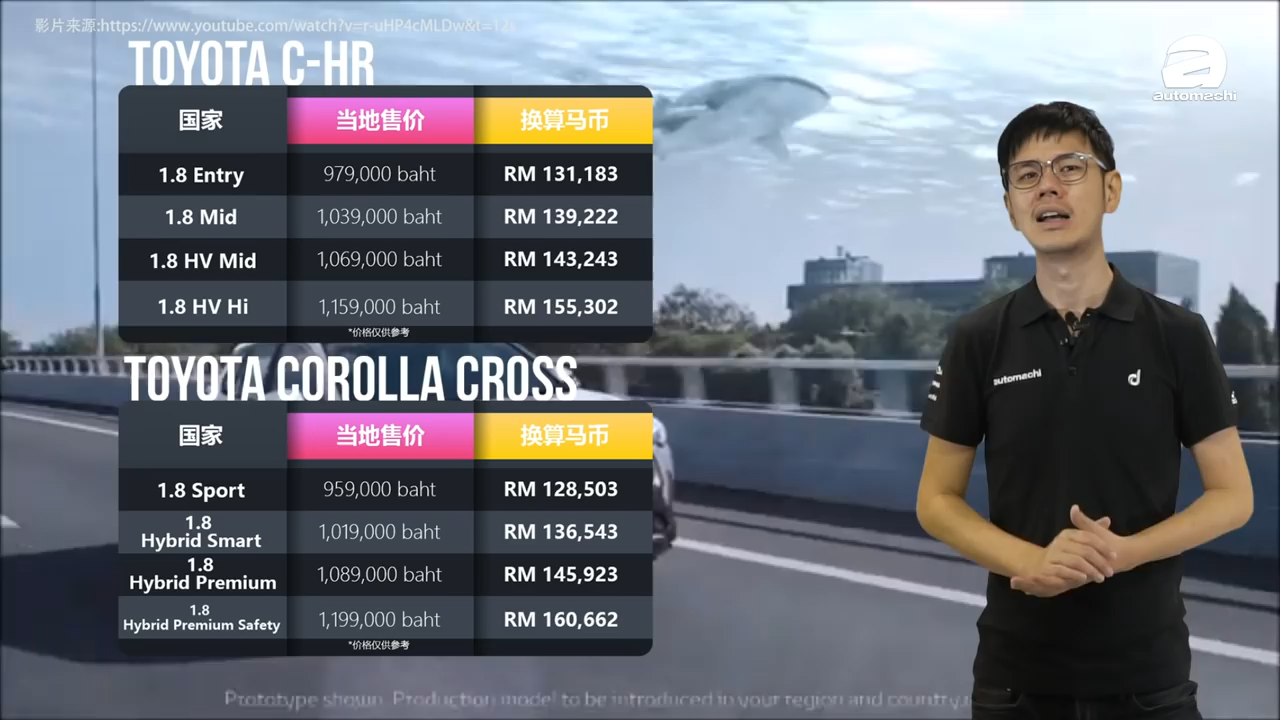 影片来源:https://www.youtube.com/watch?v=r-uHP4cMLDw&t=12s
automachi
TOYOTA C-HR
国家 当地售价 换算马币
1.8 Entry 979,000 baht RM 131,183
1.8 Mid 1,039,000 baht RM 139,222
1.8 HV Mid 1,069,000 baht RM 143,243
1.8 HV Hi 1,159,000 baht RM 155,302
*价格仅供参考
TOYOTA COROLLA CROSS
国家 当地售价 换算马币
1.8 Sport 959,000 baht RM 128,503
1.8
Hybrid Smart 1,019,000 baht RM 136,543
1.8
Hybrid Premium 1,089,000 baht RM 145,923
1.8
Hybrid Premium Safety 1,199,000 baht RM 160,662
*价格仅供参考
automachi
Prototype shown. Production model to be introduced in your region and country